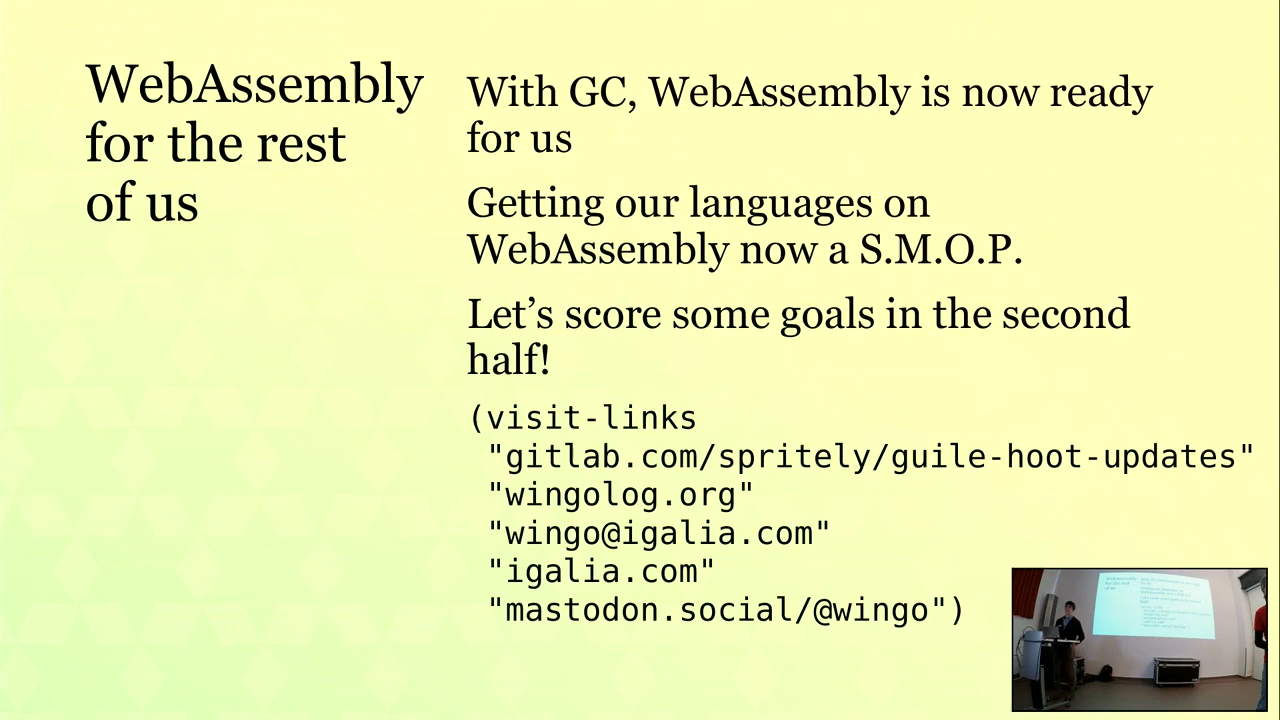 WebAssembly
for the rest
of us
With GC, WebAssembly is now ready
for us
Getting our languages on
WebAssembly now a S.M.O.P.
Let’s score some goals in the second
half!
(visit-links
"gitlab.com/spritely/guile-hoot-updates"
"wingolog.org"
"wingo@igalia.com"
"igalia.com"
"mastodon.social/@wingo")